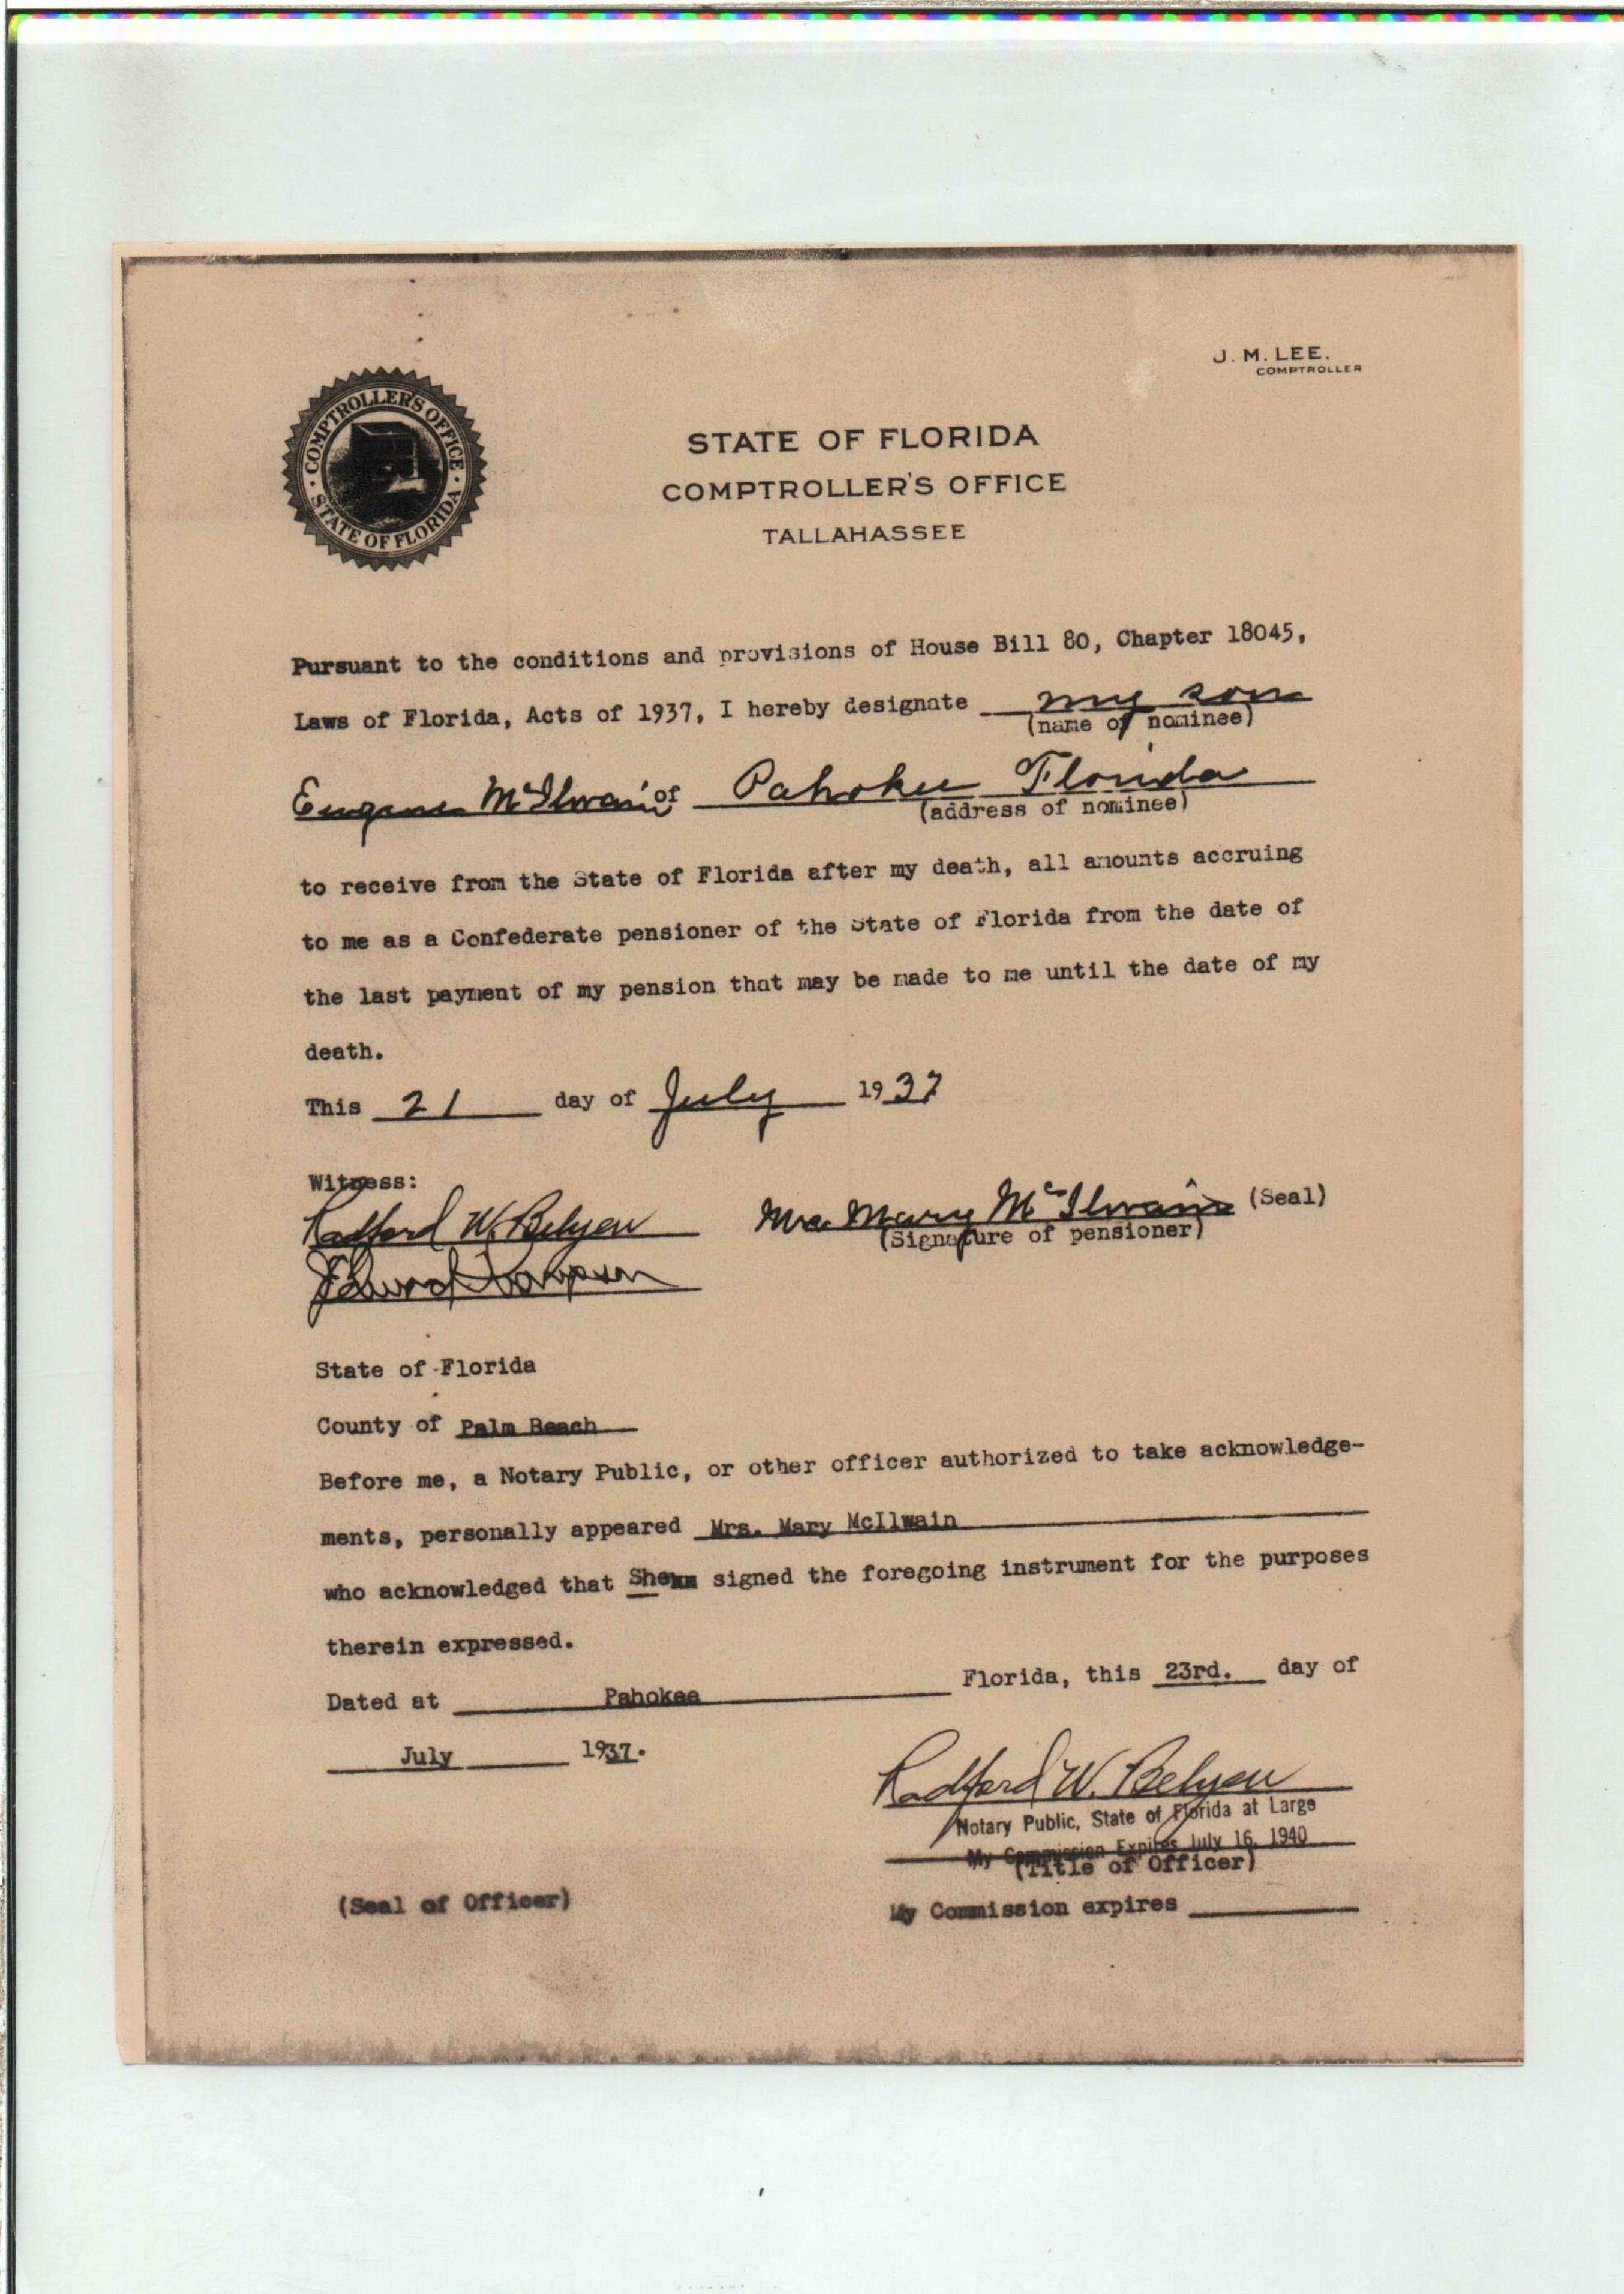 J. M. LEE,
COMPTROLLER
COMPTROLLER'S OFFICE · STATE OF FLORIDA ·
STATE OF FLORIDA
COMPTROLLER'S OFFICE
TALLAHASSEE
Pursuant to the conditions and provisions of House Bill 80, Chapter 18045,
Laws of Florida, Acts of 1937, I hereby designate my son
(name of nominee)
Eugene McIlwain of Pahokee Florida
(address of nominee)
to receive from the State of Florida after my death, all amounts accruing
to me as a Confederate pensioner of the State of Florida from the date of
the last payment of my pension that may be made to me until the date of my
death.
This 21 day of July 1937
Witness:
Radford W. Belyeu Mrs Mary McIlwain (Seal)
(Signature of pensioner)
State of Florida
County of Palm Beach
Before me, a Notary Public, or other officer authorized to take acknowledge-
ments, personally appeared Mrs. Mary McIlwain
who acknowledged that Shexx signed the foregoing instrument for the purposes
therein expressed.
Dated at Pahokee Florida, this 23rd. day of
July 1937.
Radford W. Belyeu
Notary Public, State of Florida at Large
My Commission Expires July 16, 1940
(Title of Officer)
(Seal of Officer) My Commission expires